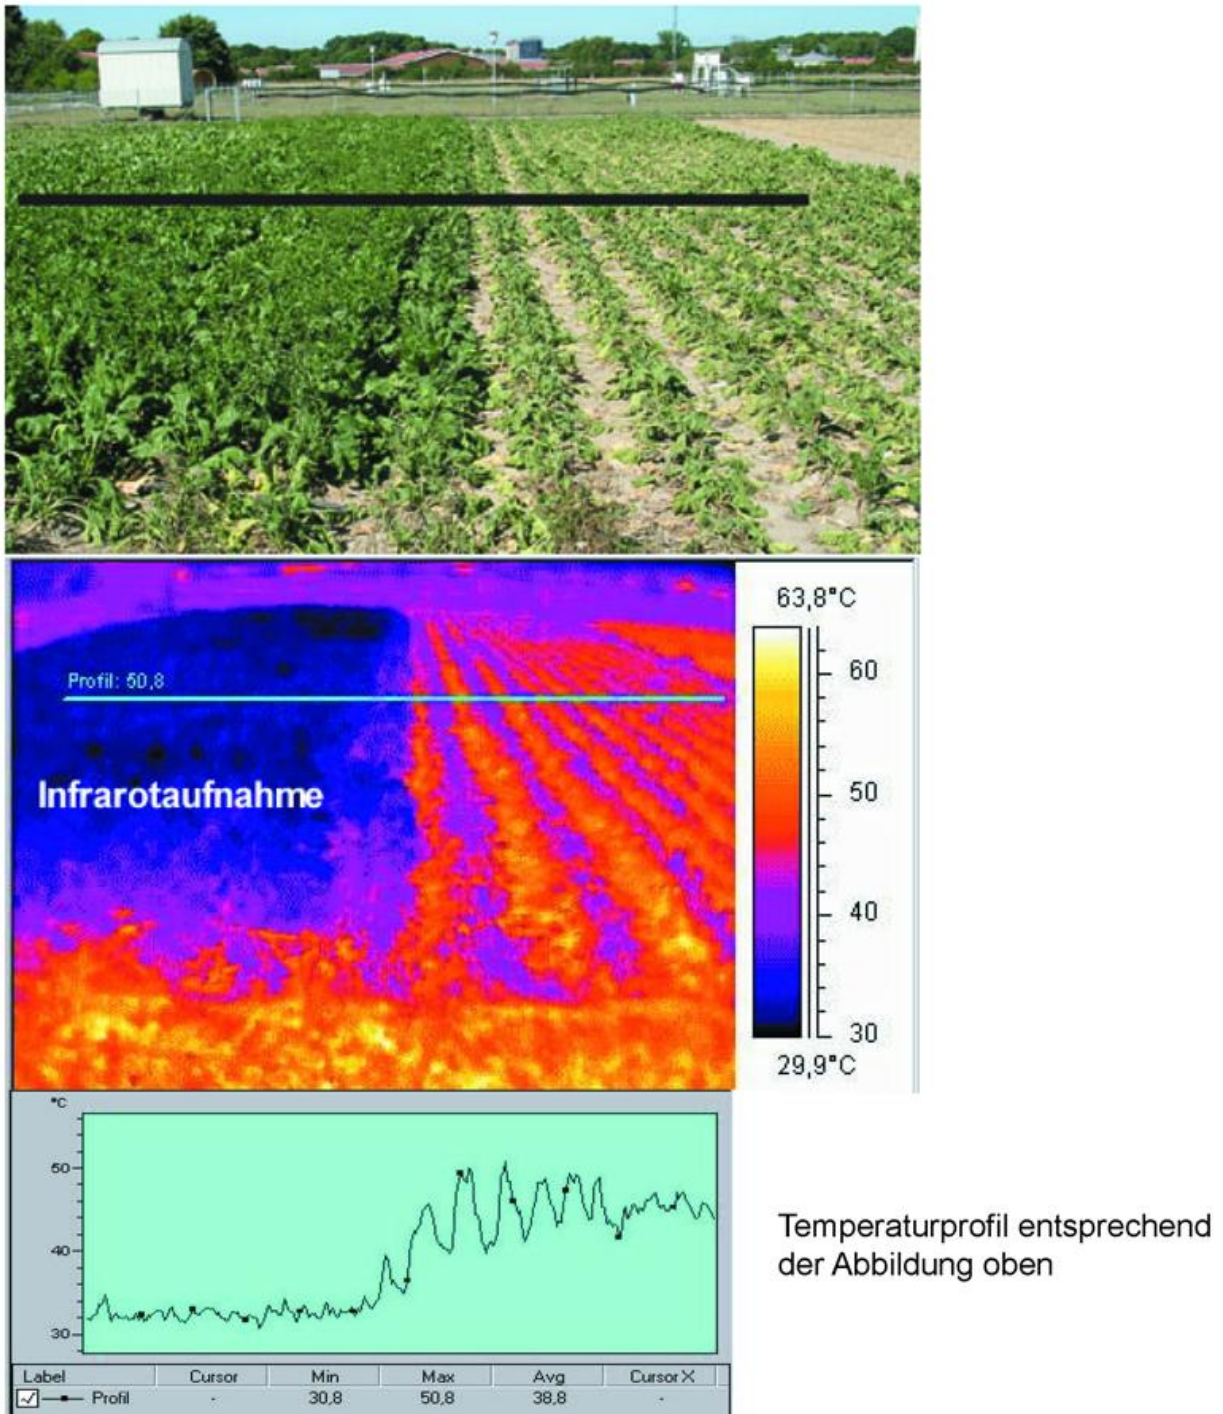 63,8°C
Profil: 50,8
60
50
Infrarotaufnahme
40
30
29,9°C
°C
50
40
30
Temperaturprofil entsprechend
der Abbildung oben
Label Cursor Min Max Avg Cursor X
Profil - 30,8 50,8 38,8 -